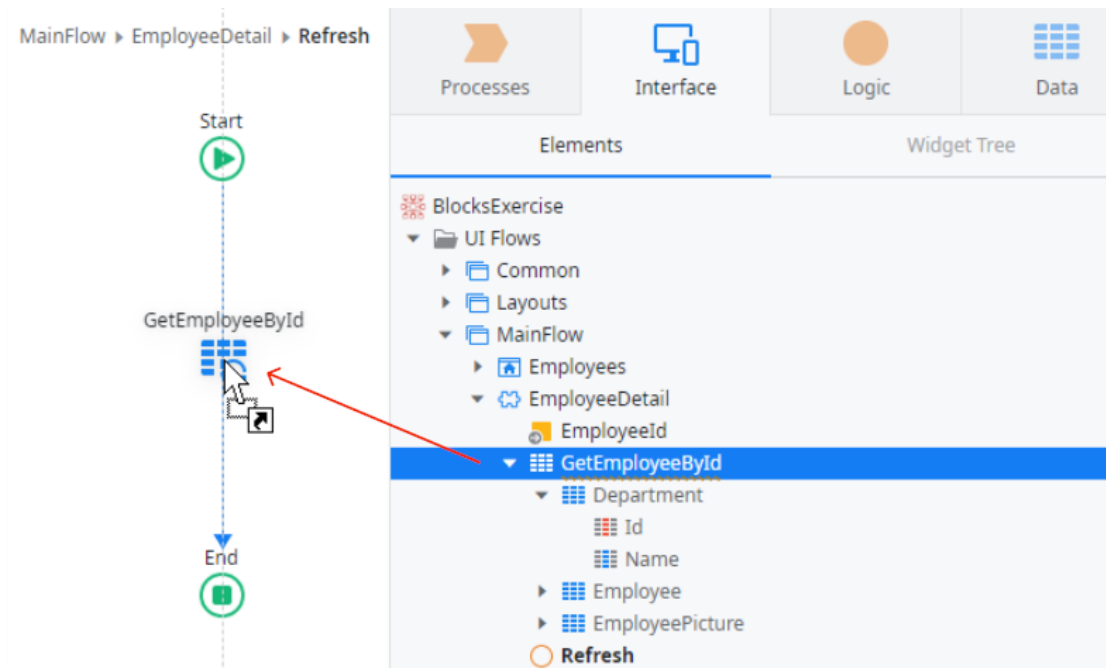 MainFlow ▸ EmployeeDetail ▸ Refresh
Start
GetEmployeeById
End
Processes
Interface
Logic
Data
Elements
Widget Tree
BlocksExercise
UI Flows
Common
Layouts
MainFlow
Employees
EmployeeDetail
EmployeeId
GetEmployeeById
Department
Id
Name
Employee
EmployeePicture
Refresh